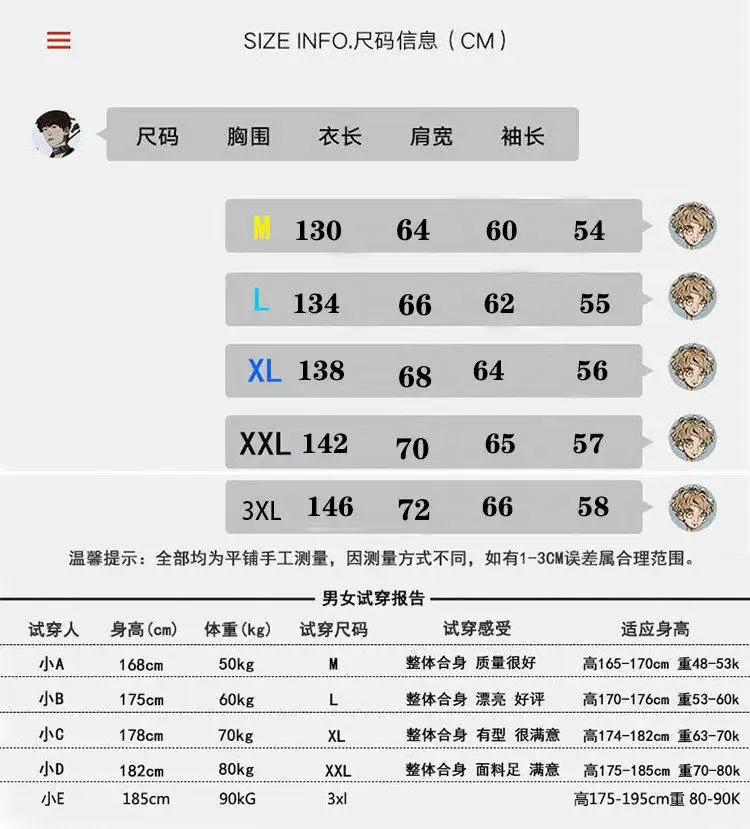 SIZE INFO.尺码信息（CM）
尺码 胸围 衣长 肩宽 袖长
M 130 64 60 54
L 134 66 62 55
XL 138 68 64 56
XXL 142 70 65 57
3XL 146 72 66 58
温馨提示：全部均为平铺手工测量，因测量方式不同，如有1-3CM误差属合理范围。
男女试穿报告
试穿人 身高(cm) 体重(kg) 试穿尺码 试穿感受 适应身高
小A 168cm 50kg M 整体合身 质量很好 高165-170cm 重48-53k
小B 175cm 60kg L 整体合身 漂亮 好评 高170-176cm 重53-60k
小C 178cm 70kg XL 整体合身 有型 很满意 高174-182cm 重63-70k
小D 182cm 80kg XXL 整体合身 面料足 满意 高175-185cm 重70-80k
小E 185cm 90kG 3xl 高175-195cm重 80-90K